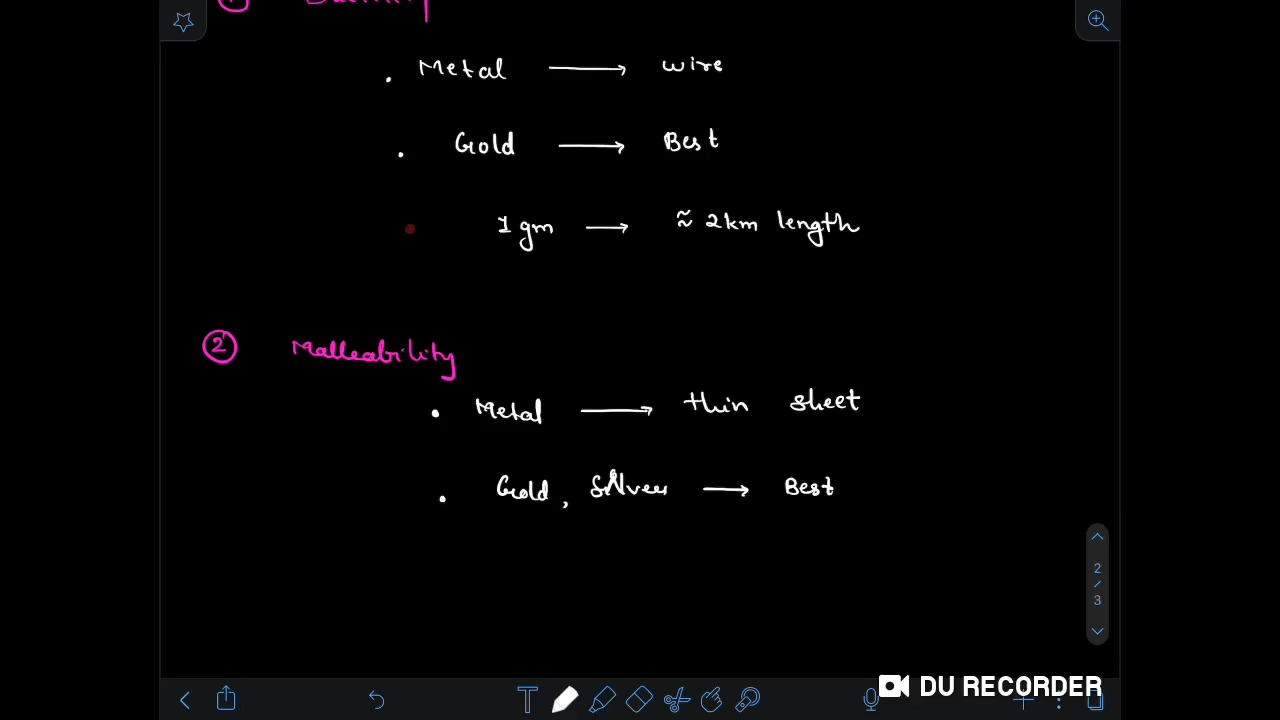 1
. Metal → wire
. Gold → Best
1 gm → ≈ 2km length
2 Malleability
. Metal → thin sheet
. Gold, Silver → Best
2
/
3
T
DU RECORDER